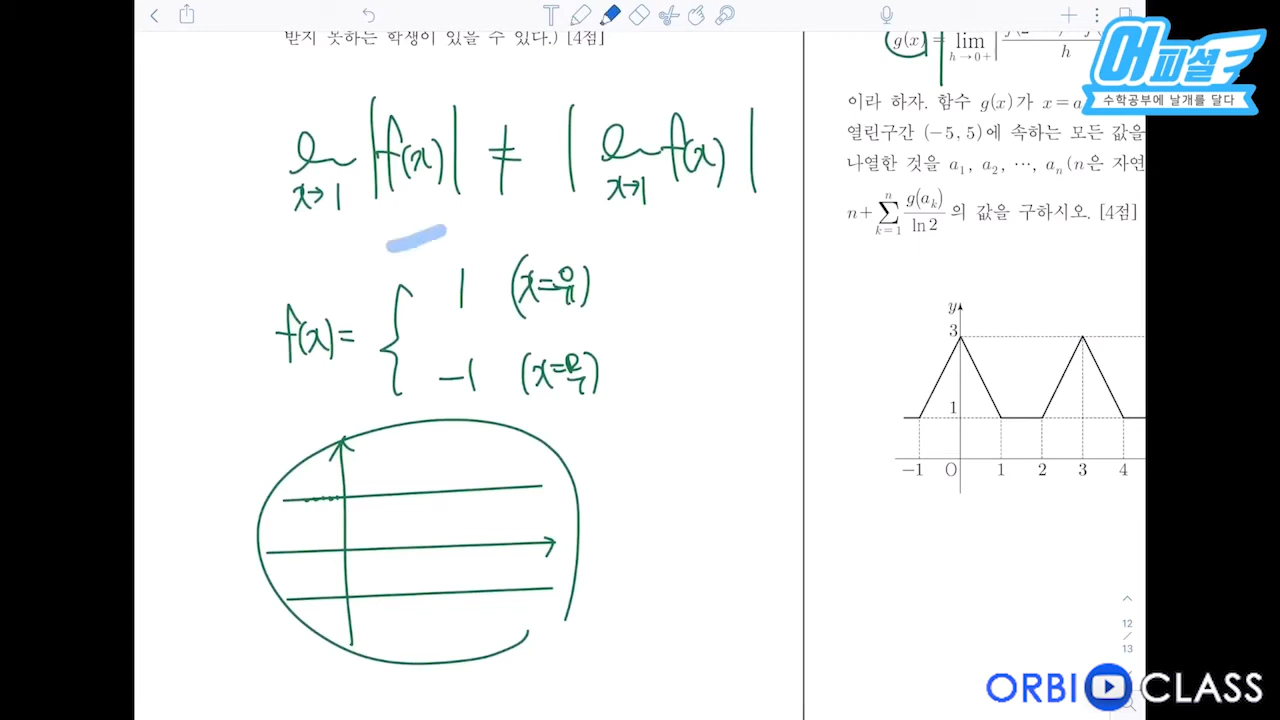 받지 못하는 학생이 있을 수 있다.) [4점]
lim x→1 |f(x)| ≠ | lim x→1 f(x) |
f(x) = { 1 (x=유)
-1 (x=무)
g(x) = lim h→0+ | h
이라 하자. 함수 g(x)가 x = a
열린구간 (−5, 5)에 속하는 모든 값을
나열한 것을 a₁, a₂, ⋯, aₙ (n은 자연
n + ∑ k=1 n g(aₖ) / ln 2 의 값을 구하시오. [4점]
y
3
1
−1 O 1 2 3 4
어피셜
수학공부에 날개를 달다
12
/
13
ORBI CLASS